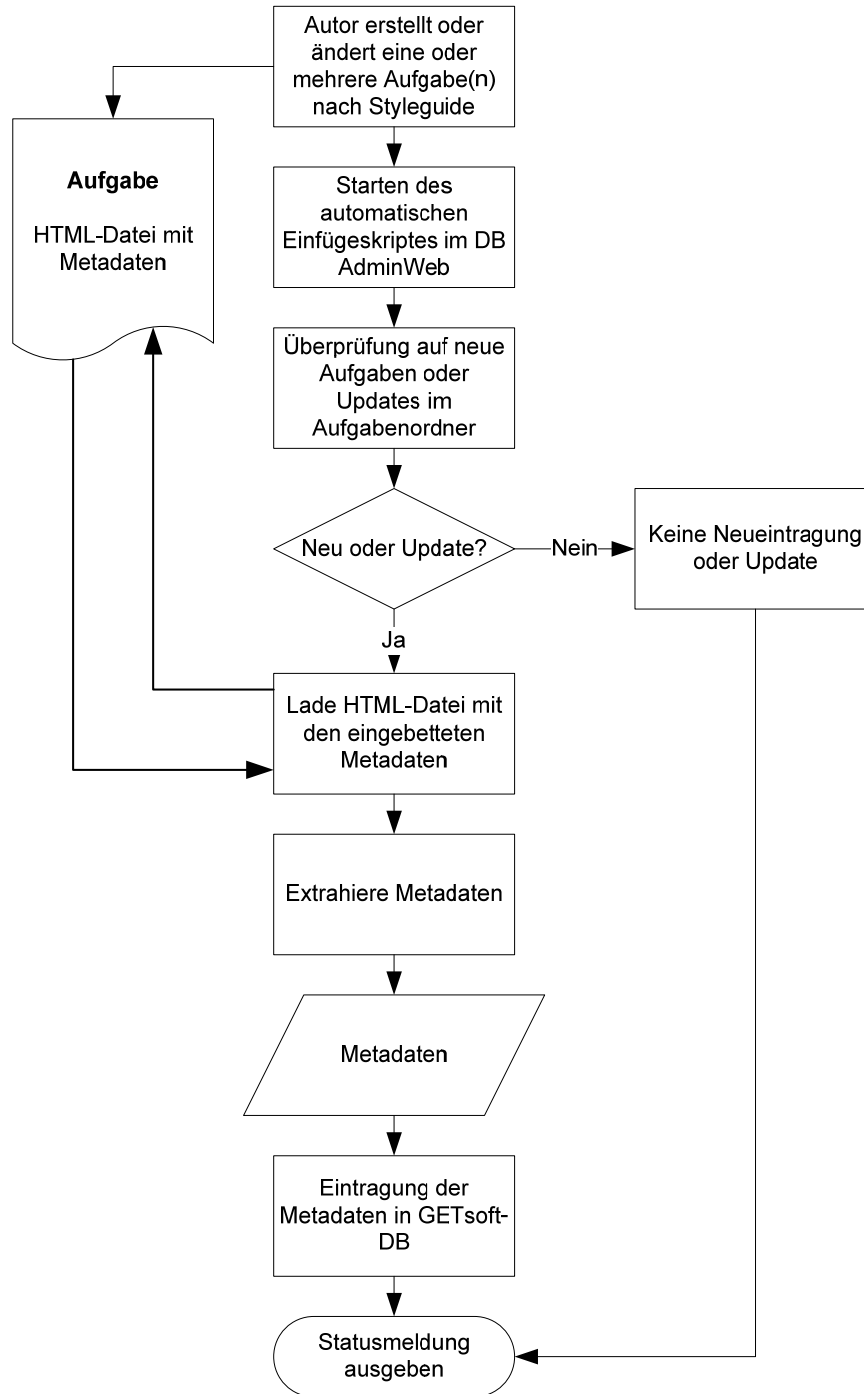 Autor erstellt oder
ändert eine oder
mehrere Aufgabe(n)
nach Styleguide
Aufgabe
HTML-Datei mit
Metadaten
Starten des
automatischen
Einfügeskriptes im DB
AdminWeb
Überprüfung auf neue
Aufgaben oder
Updates im
Aufgabenordner
Neu oder Update?
Nein
Keine Neueintragung
oder Update
Ja
Lade HTML-Datei mit
den eingebetteten
Metadaten
Extrahiere Metadaten
Metadaten
Eintragung der
Metadaten in GETsoft-
DB
Statusmeldung
ausgeben